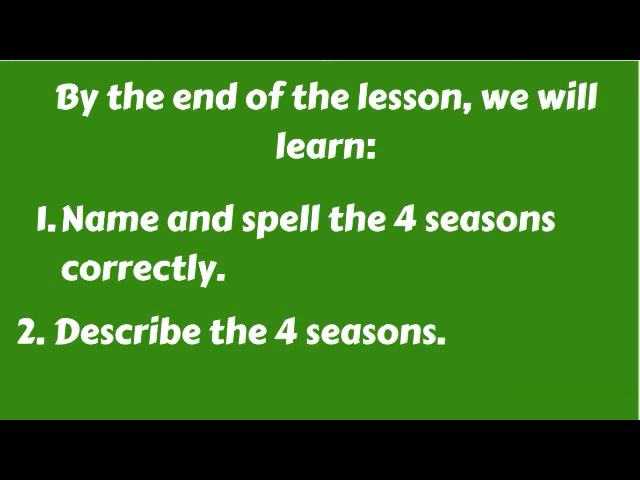 By the end of the lesson, we will
learn:
1. Name and spell the 4 seasons
correctly.
2. Describe the 4 seasons.